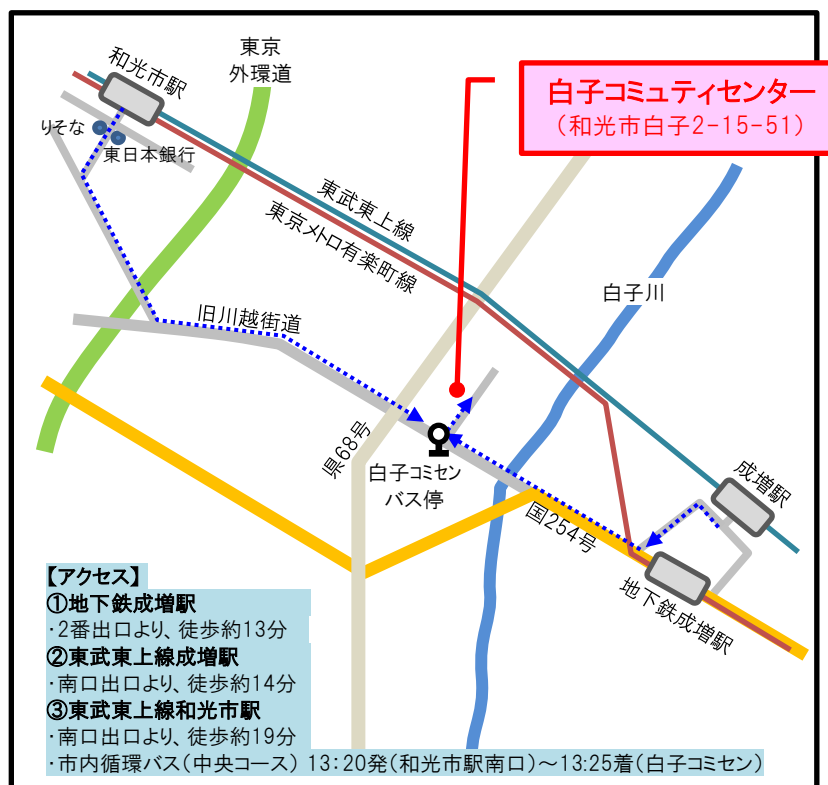 東京
外環道
和光市駅
白子コミュティセンター
(和光市白子2-15-51)
りそな
東日本銀行
東武東上線
東京メトロ有楽町線
白子川
旧川越街道
県68号
白子コミセン
バス停
国254号
成増駅
地下鉄成増駅
【アクセス】
①地下鉄成増駅
・2番出口より、徒歩約13分
②東武東上線成増駅
・南口出口より、徒歩約14分
③東武東上線和光市駅
・南口出口より、徒歩約19分
・市内循環バス(中央コース) 13:20発(和光市駅南口)～13:25着(白子コミセン)